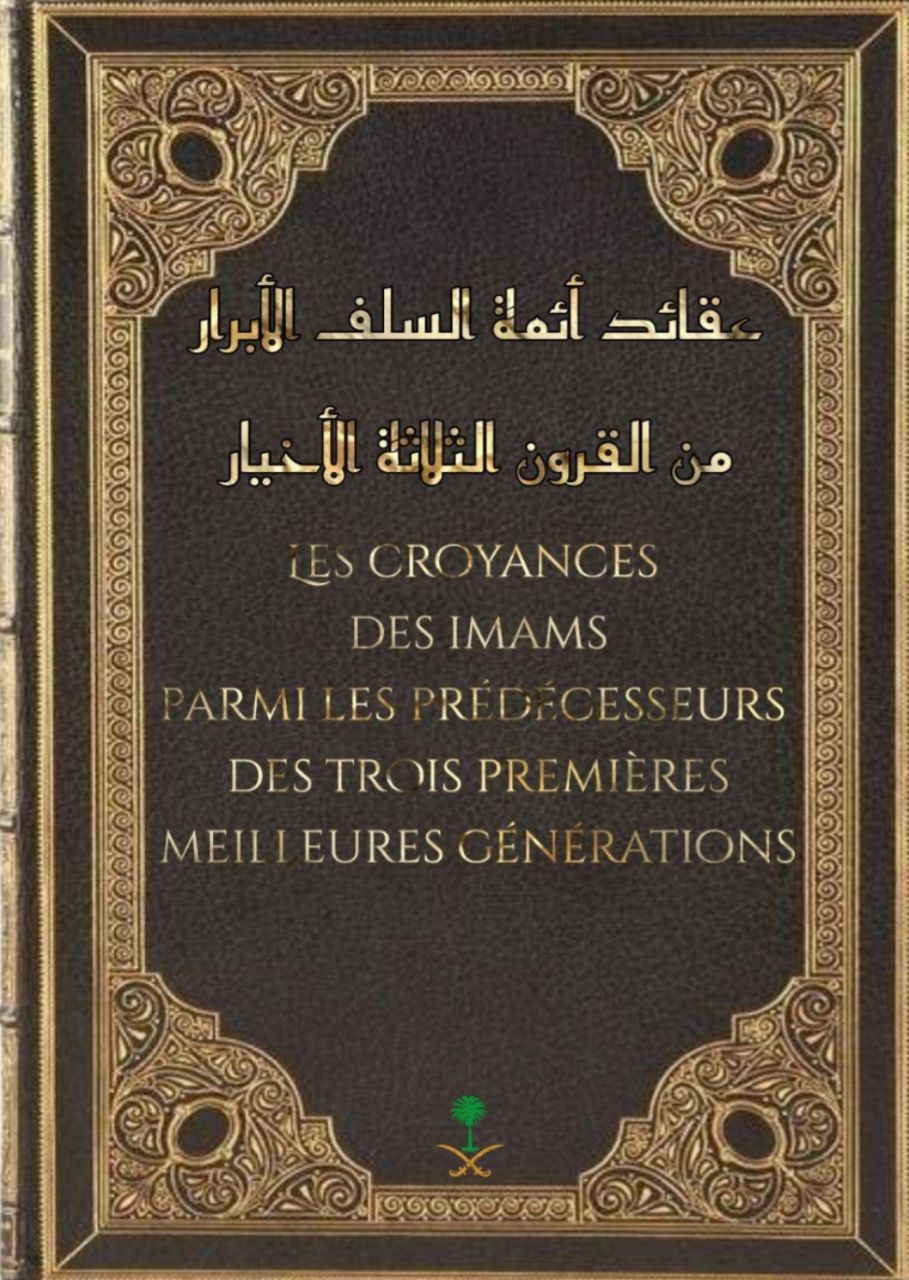 عقائد أئمة السلف الأبرار
من القرون الثلاثة الأخيار
LES CROYANCES
DES IMAMS
PARMI LES PRÉDÉCESSEURS
DES TROIS PREMIÈRES
MEILLEURES GÉNÉRATIONS